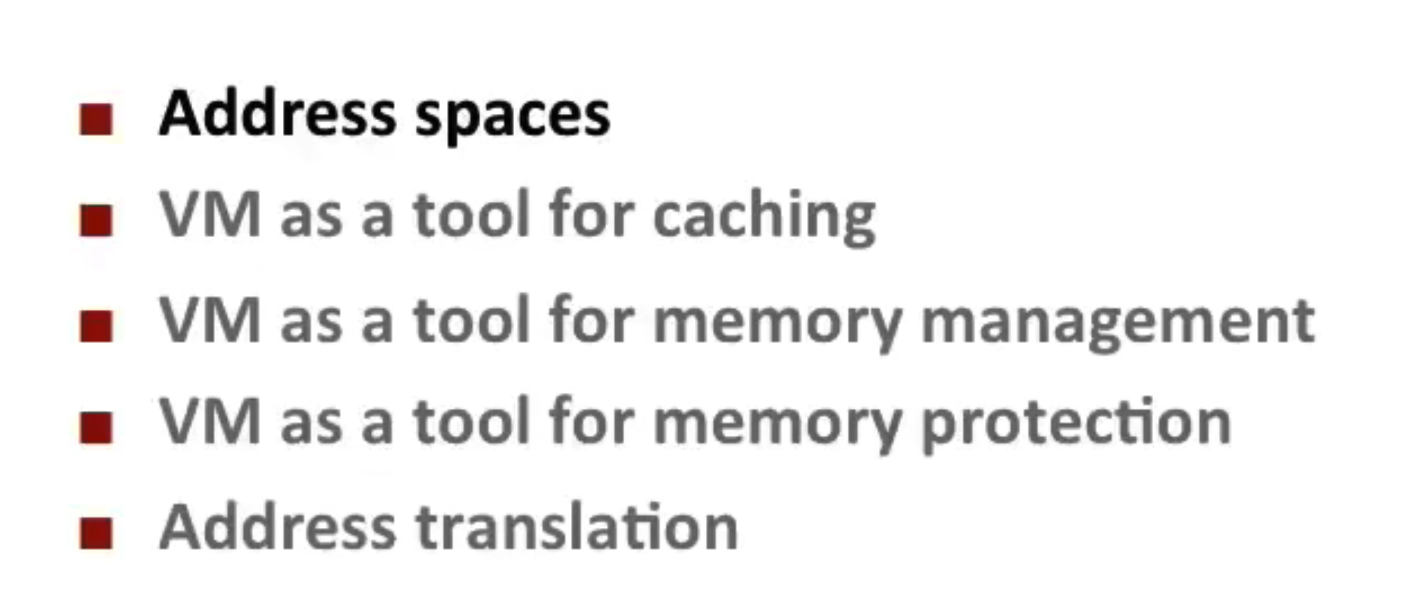 Address spaces
VM as a tool for caching
VM as a tool for memory management
VM as a tool for memory protection
Address translation